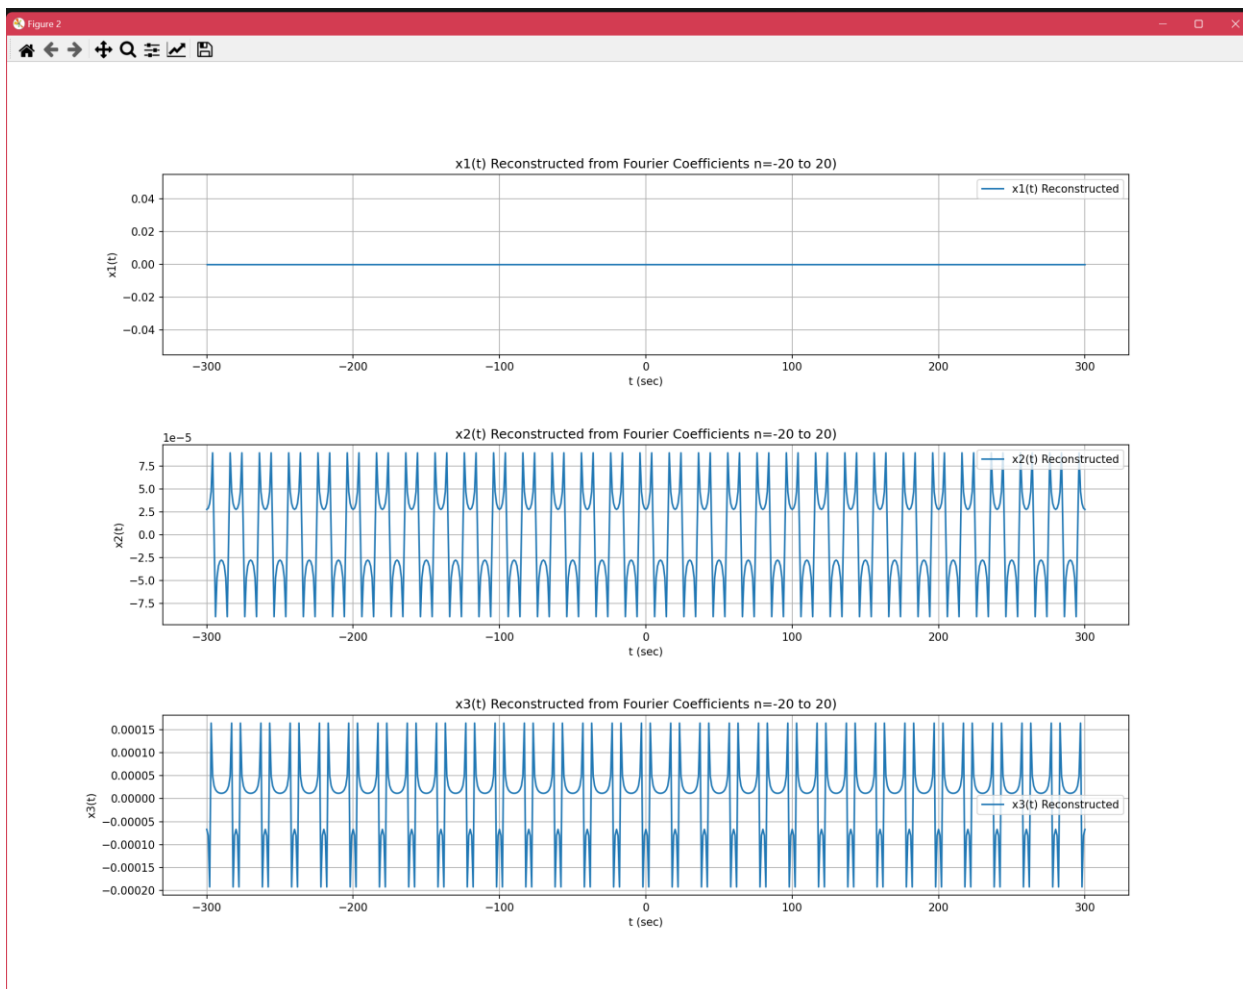 Figure 2
x1(t) Reconstructed from Fourier Coefficients n=-20 to 20)
x1(t) Reconstructed
0.04
0.02
0.00
−0.02
−0.04
x1(t)
−300 −200 −100 0 100 200 300
t (sec)
x2(t) Reconstructed from Fourier Coefficients n=-20 to 20)
1e−5
x2(t) Reconstructed
7.5
5.0
2.5
0.0
−2.5
−5.0
−7.5
x2(t)
−300 −200 −100 0 100 200 300
t (sec)
x3(t) Reconstructed from Fourier Coefficients n=-20 to 20)
0.00015
0.00010
0.00005
0.00000
−0.00005
−0.00010
−0.00015
−0.00020
x3(t)
x3(t) Reconstructed
−300 −200 −100 0 100 200 300
t (sec)